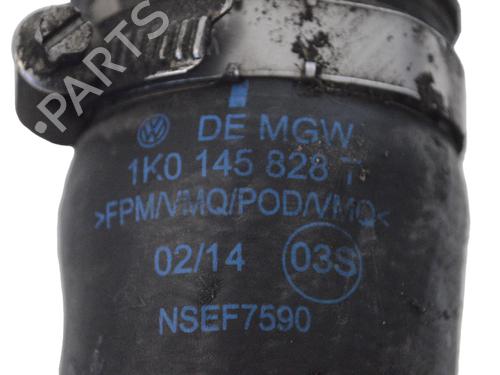 B-PARTS
DE MGW
1K0 145 828 T
>FPM/VMQ/POD/VMQ<
02/14 03S
NSEF7590